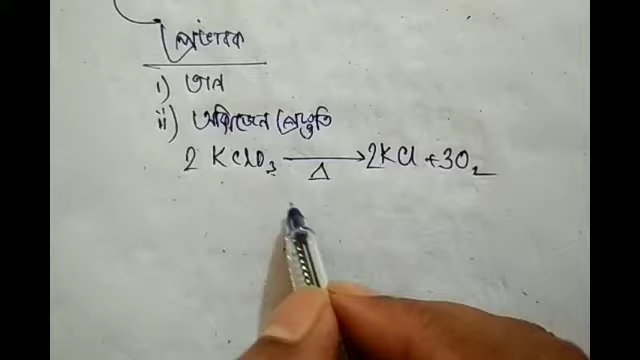 প্রভাবক
i) তাপ
ii) অক্সিজেন প্রস্তুতি
2 KClO₃ ⟶ 2KCl + 3O₂
Δ